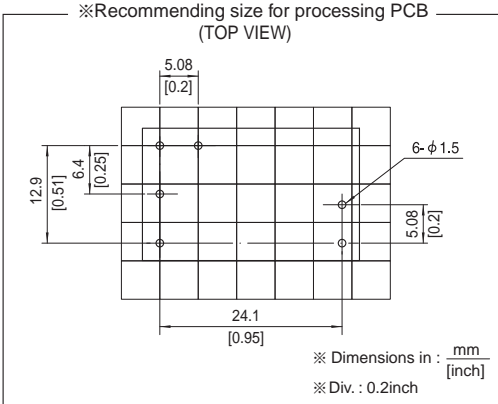 ※Recommending size for processing PCB
(TOP VIEW)
5.08
[0.2]
6-φ1.5
12.9
[0.51]
6.4
[0.25]
5.08
[0.2]
24.1
[0.95]
※ Dimensions in : mm
[inch]
※Div. : 0.2inch